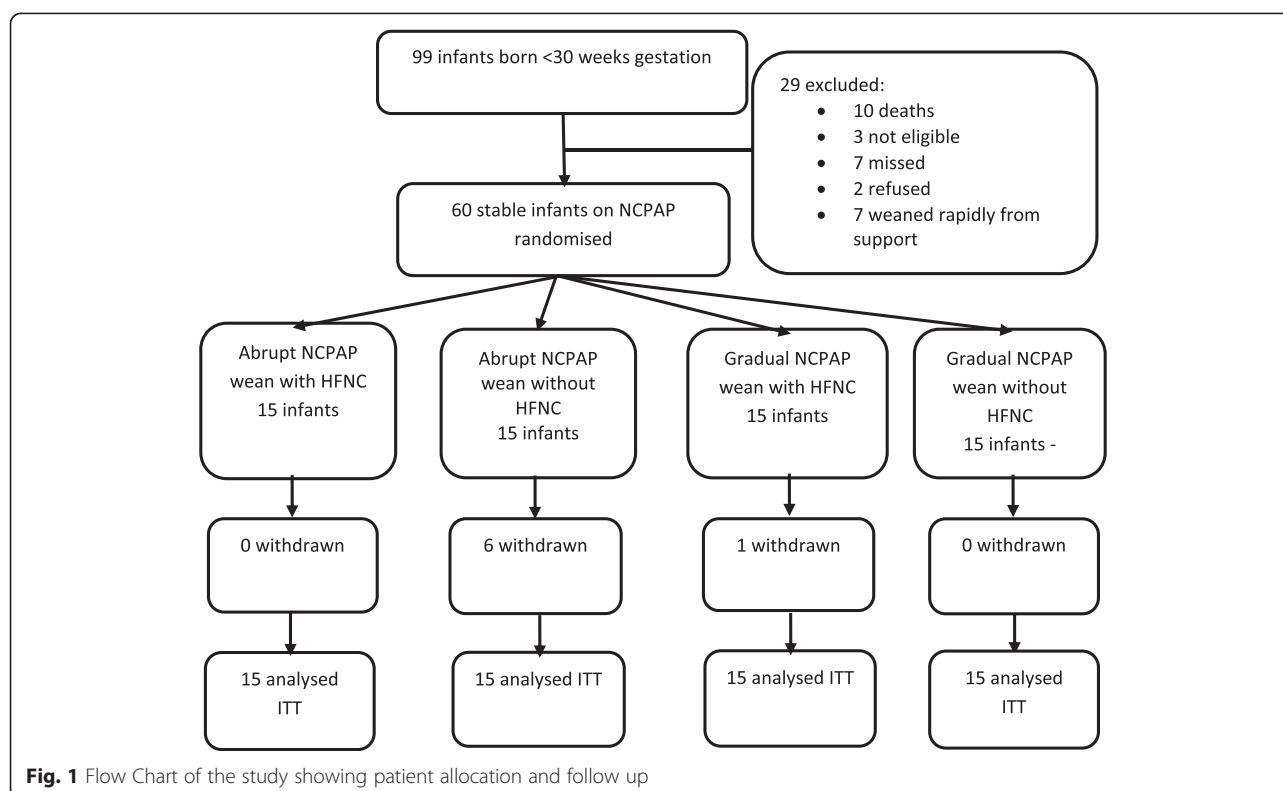 99 infants born <30 weeks gestation
29 excluded:
• 10 deaths
• 3 not eligible
• 7 missed
• 2 refused
• 7 weaned rapidly from
support
60 stable infants on NCPAP
randomised
Abrupt NCPAP
wean with HFNC
15 infants
Abrupt NCPAP
wean without
HFNC
15 infants
Gradual NCPAP
wean with HFNC
15 infants
Gradual NCPAP
wean without
HFNC
15 infants -
0 withdrawn
6 withdrawn
1 withdrawn
0 withdrawn
15 analysed
ITT
15 analysed ITT
15 analysed ITT
15 analysed
ITT
Fig. 1 Flow Chart of the study showing patient allocation and follow up